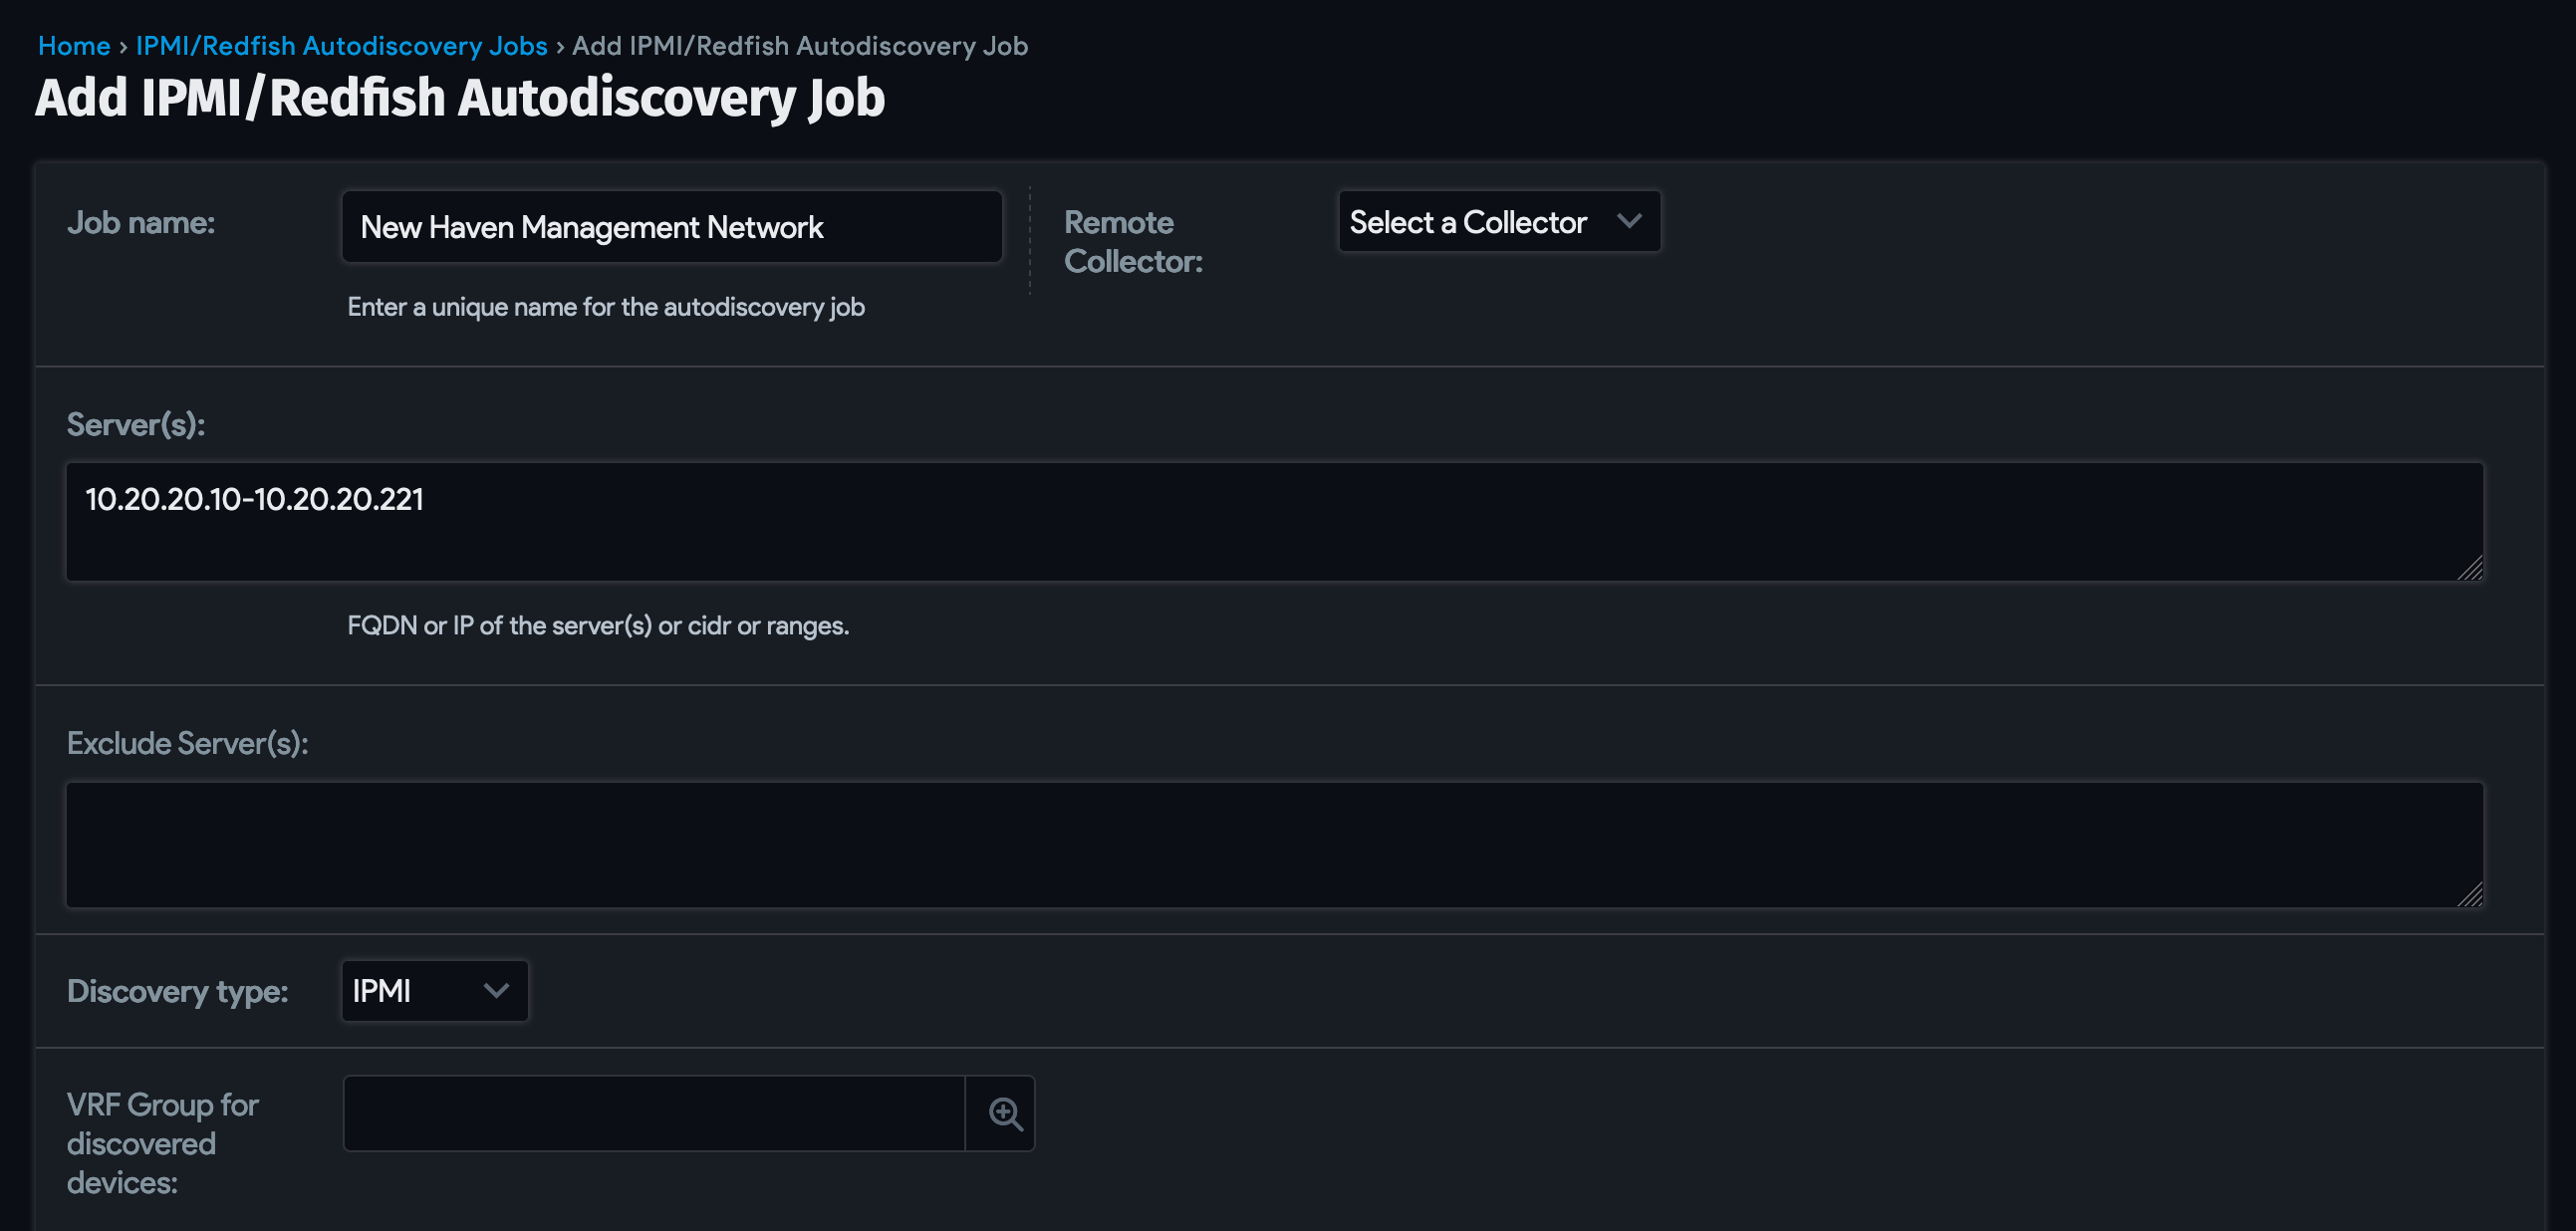 Home › IPMI/Redfish Autodiscovery Jobs › Add IPMI/Redfish Autodiscovery Job
Add IPMI/Redfish Autodiscovery Job
Job name:
New Haven Management Network
Enter a unique name for the autodiscovery job
Remote
Collector:
Select a Collector
Server(s):
10.20.20.10-10.20.20.221
FQDN or IP of the server(s) or cidr or ranges.
Exclude Server(s):
Discovery type:
IPMI
VRF Group for
discovered
devices: